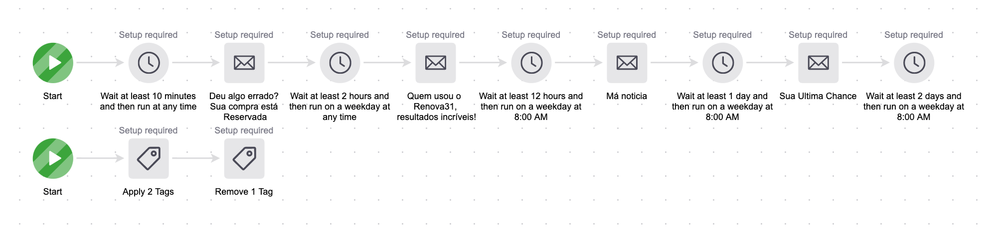 Setup required Setup required Setup required Setup required Setup required Setup required Setup required Setup required Setup required
Start
Wait at least 10 minutes
and then run at any time
Deu algo errado?
Sua compra está
Reservada
Wait at least 2 hours and
then run on a weekday at
any time
Quem usou o
Renova31,
resultados incríveis!
Wait at least 12 hours and
then run on a weekday at
8:00 AM
Má noticia
Wait at least 1 day and
then run on a weekday at
8:00 AM
Sua Ultima Chance
Wait at least 2 days and
then run on a weekday at
8:00 AM
Setup required Setup required
Start
Apply 2 Tags
Remove 1 Tag